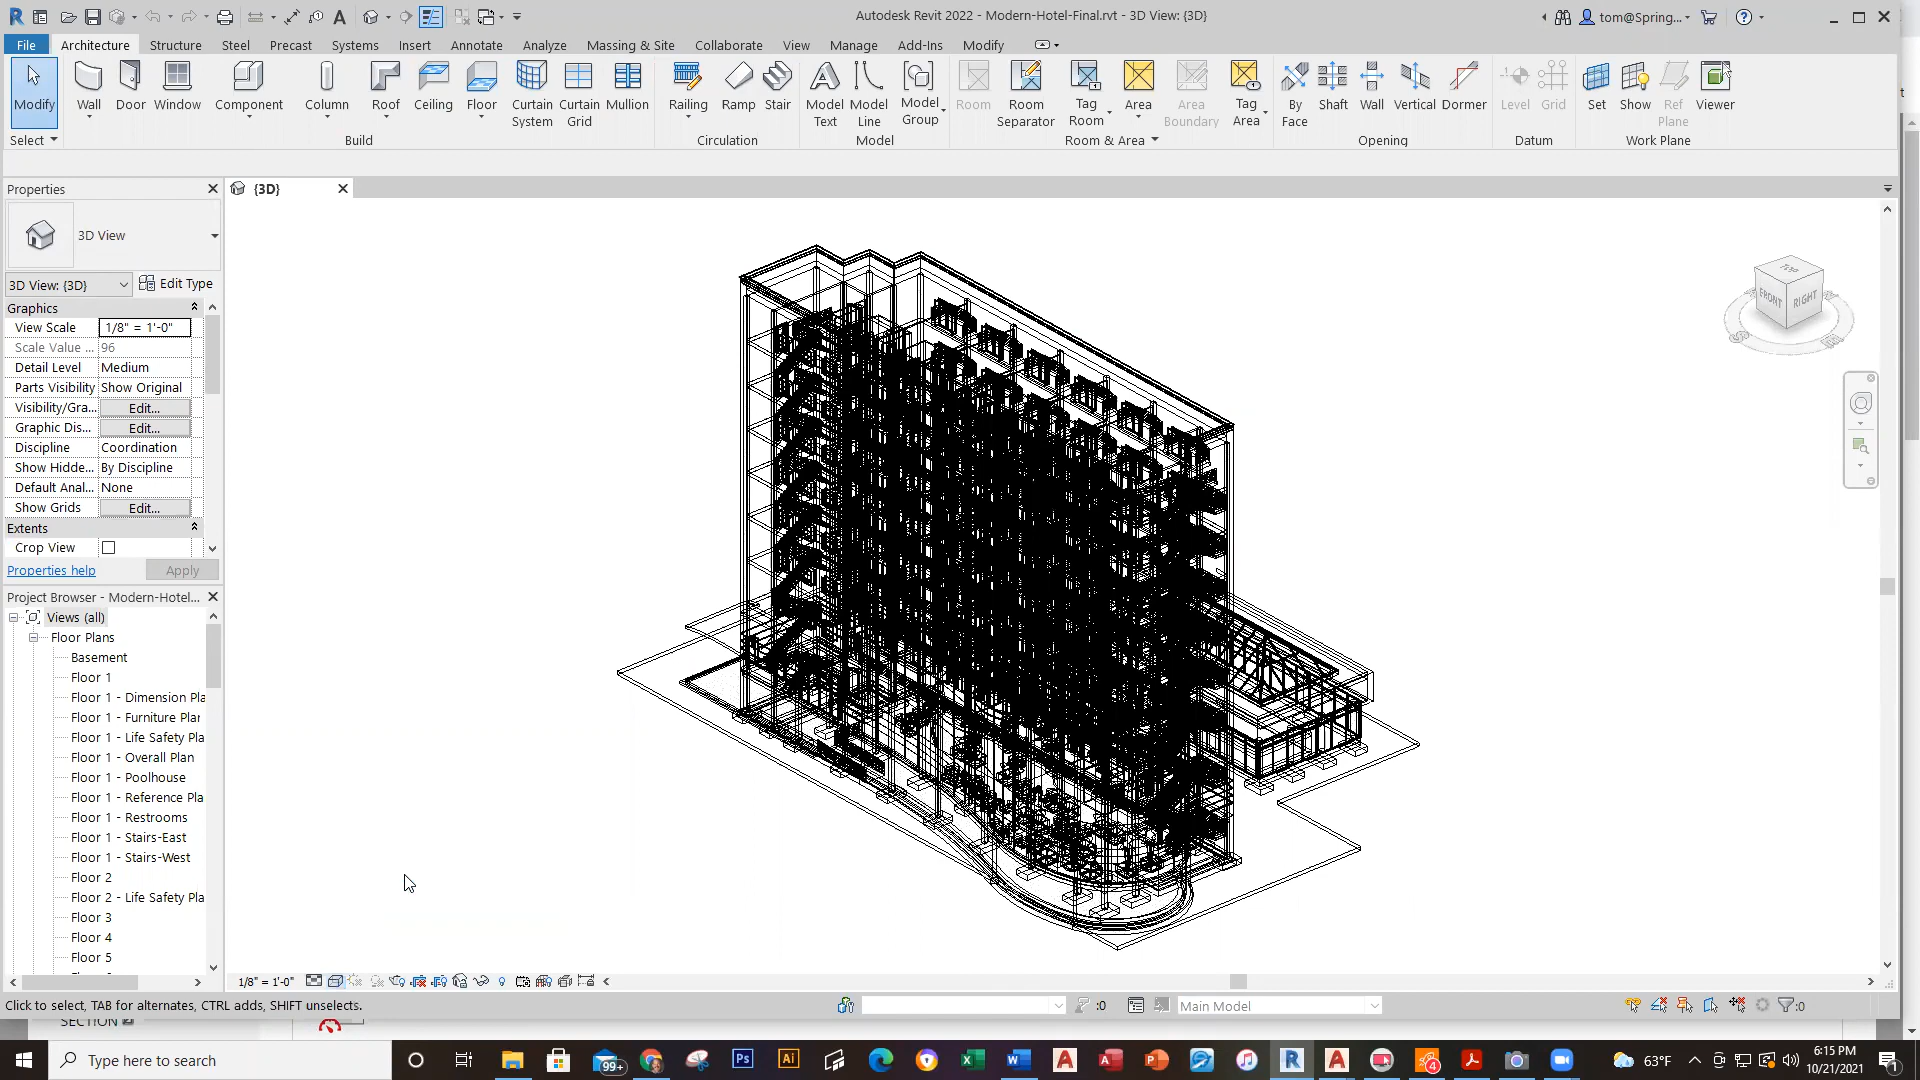 Autodesk Revit 2022 - Modern-Hotel-Final.rvt - 3D View: {3D}
tom@Spring...
File Architecture Structure Steel Precast Systems Insert Annotate Analyze Massing & Site Collaborate View Manage Add-Ins Modify
Modify Wall Door Window Component Column Roof Ceiling Floor Curtain System Curtain Grid Mullion Railing Ramp Stair Model Text Model Line Model Group Room Room Separator Tag Room Area Area Boundary Tag Area By Face Shaft Wall Vertical Dormer Level Grid Set Show Ref Plane Viewer
Select Build Circulation Model Room & Area Opening Datum Work Plane
Properties
{3D}
3D View
3D View: {3D} Edit Type
Graphics
View Scale 1/8" = 1'-0"
Scale Value ... 96
Detail Level Medium
Parts Visibility Show Original
Visibility/Gra... Edit...
Graphic Dis... Edit...
Discipline Coordination
Show Hidde... By Discipline
Default Anal... None
Show Grids Edit...
Extents
Crop View
Properties help Apply
TOP
FRONT RIGHT
Project Browser - Modern-Hotel...
Views (all)
Floor Plans
Basement
Floor 1
Floor 1 - Dimension Pla
Floor 1 - Furniture Plan
Floor 1 - Life Safety Pla
Floor 1 - Overall Plan
Floor 1 - Poolhouse
Floor 1 - Reference Pla
Floor 1 - Restrooms
Floor 1 - Stairs-East
Floor 1 - Stairs-West
Floor 2
Floor 2 - Life Safety Pla
Floor 3
Floor 4
Floor 5
1/8" = 1'-0"
Click to select, TAB for alternates, CTRL adds, SHIFT unselects.
:0
Main Model
:0
SECTION
Type here to search
99+
4
63°F
6:15 PM
10/21/2021
1